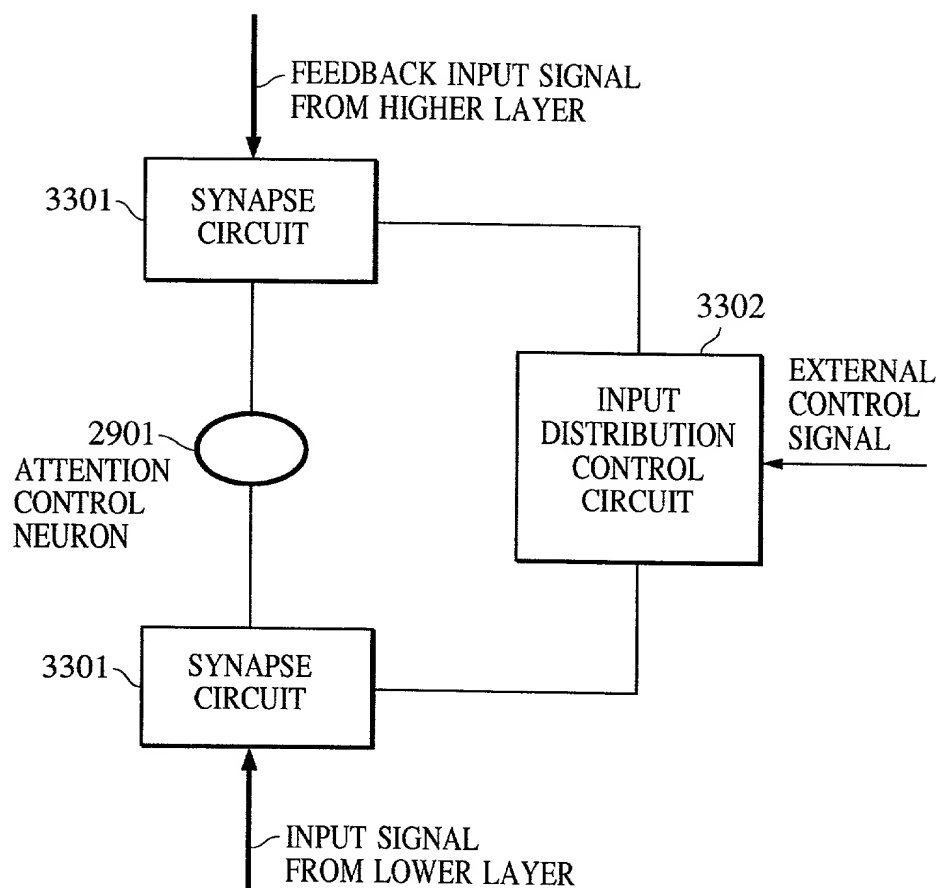 FEEDBACK INPUT SIGNAL
FROM HIGHER LAYER
3301
SYNAPSE
CIRCUIT
3302
INPUT
DISTRIBUTION
CONTROL
CIRCUIT
EXTERNAL
CONTROL
SIGNAL
2901
ATTENTION
CONTROL
NEURON
3301
SYNAPSE
CIRCUIT
INPUT SIGNAL
FROM LOWER LAYER